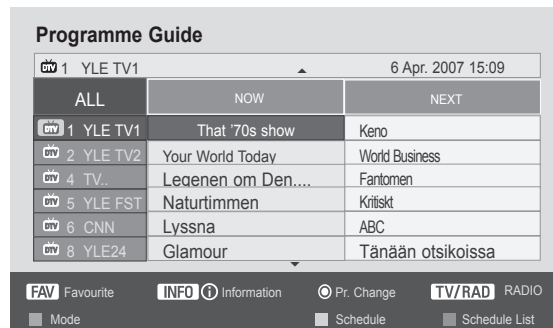 Programme Guide
DTV 1 YLE TV1 6 Apr. 2007 15:09
ALL NOW NEXT
DTV 1 YLE TV1 That '70s show Keno
DTV 2 YLE TV2 Your World Today World Business
DTV 4 TV.. Legenen om Den.... Fantomen
DTV 5 YLE FST Naturtimmen Kritiskt
DTV 6 CNN Lyssna ABC
DTV 8 YLE24 Glamour Tänään otsikoissa
FAV Favourite INFO i Information Pr. Change TV/RAD RADIO
Mode Schedule Schedule List